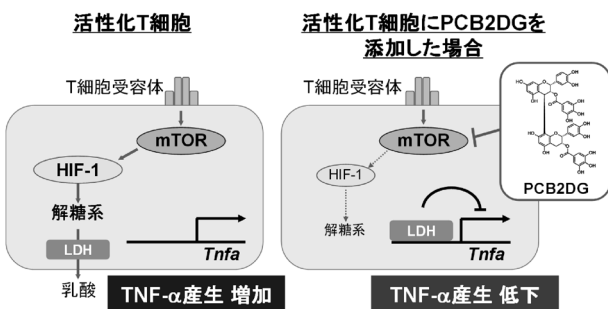 活性化T細胞
T細胞受容体
mTOR
HIF-1
解糖系
LDH
乳酸
Tnfa
TNF-α産生 増加
活性化T細胞にPCB2DGを
添加した場合
T細胞受容体
mTOR
HIF-1
解糖系
LDH
Tnfa
TNF-α産生 低下
PCB2DG